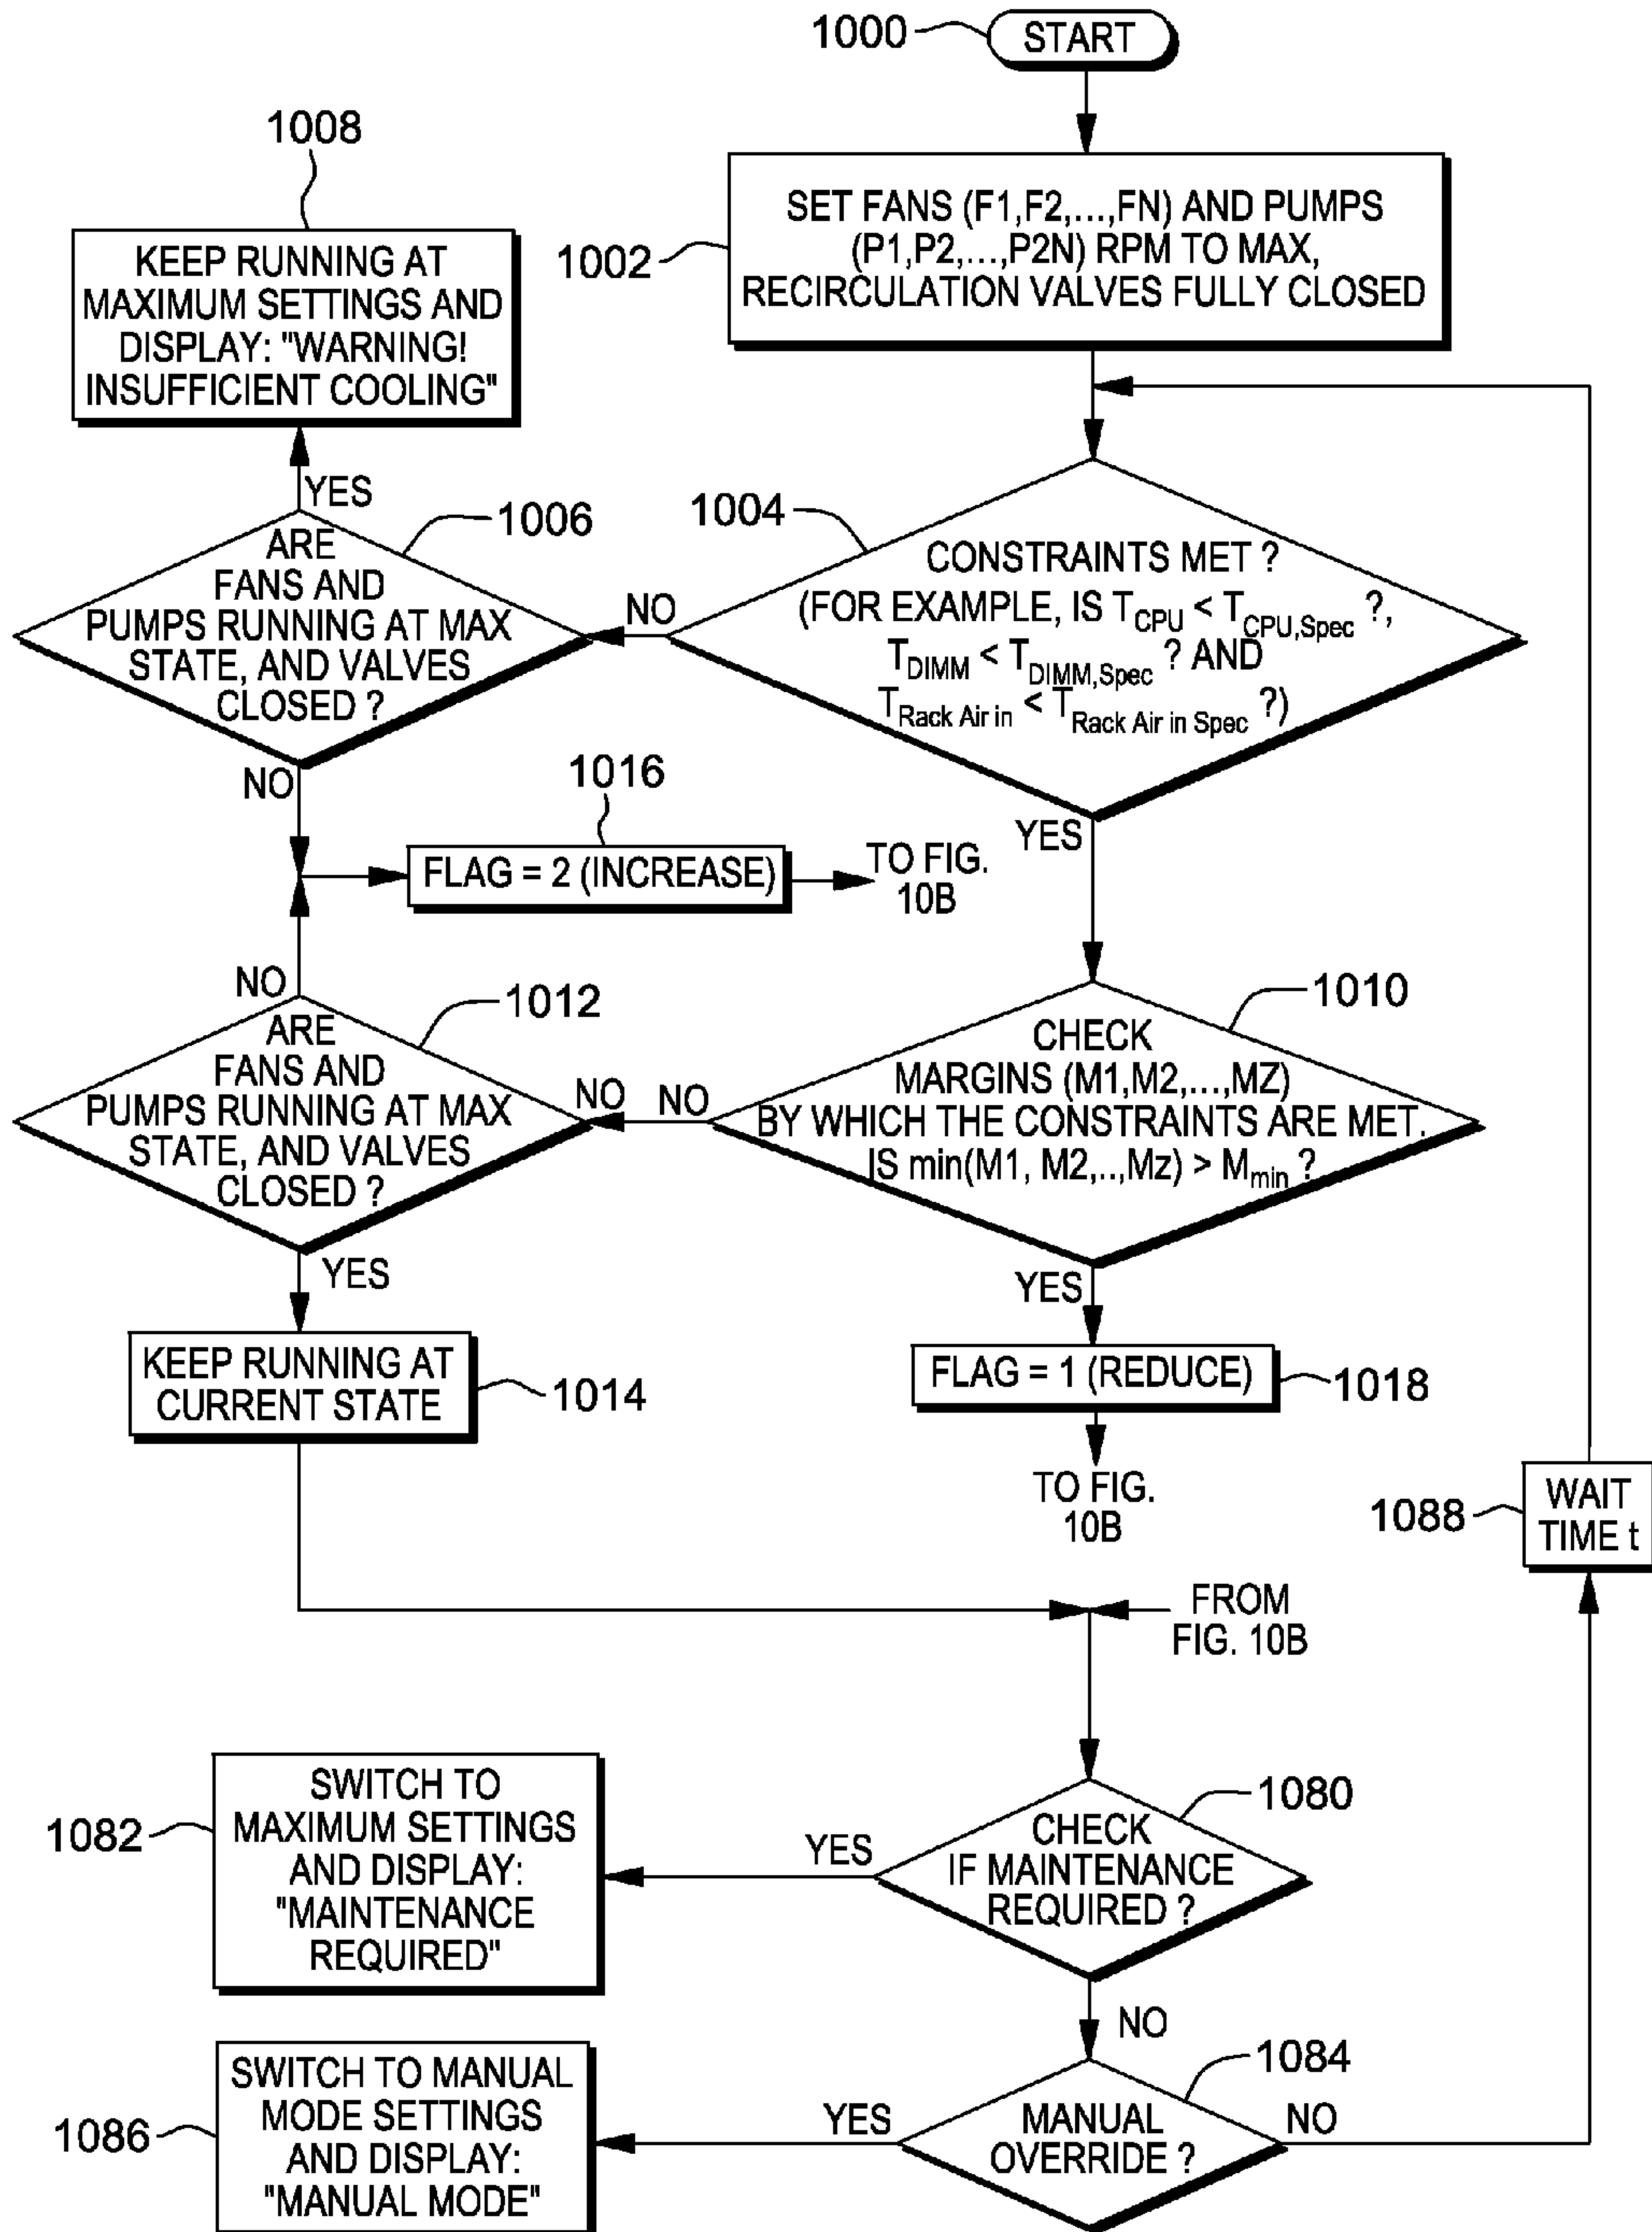 1000
START
1008
1002
SET FANS (F1,F2,...,FN) AND PUMPS
(P1,P2,...,P2N) RPM TO MAX,
RECIRCULATION VALVES FULLY CLOSED
KEEP RUNNING AT
MAXIMUM SETTINGS AND
DISPLAY: "WARNING!
INSUFFICIENT COOLING"
YES
1006
ARE
FANS AND
PUMPS RUNNING AT MAX
STATE, AND VALVES
CLOSED ?
NO
1004
CONSTRAINTS MET ?
(FOR EXAMPLE, IS T_CPU < T_CPU,Spec ?,
T_DIMM < T_DIMM,Spec ? AND
T_Rack Air in < T_Rack Air in Spec ?)
NO
YES
1016
FLAG = 2 (INCREASE)
TO FIG.
10B
NO
1012
ARE
FANS AND
PUMPS RUNNING AT MAX
STATE, AND VALVES
CLOSED ?
NO
NO
1010
CHECK
MARGINS (M1,M2,...,MZ)
BY WHICH THE CONSTRAINTS ARE MET.
IS min(M1, M2,..,Mz) > M_min ?
YES
YES
KEEP RUNNING AT
CURRENT STATE
1014
FLAG = 1 (REDUCE)
1018
TO FIG.
10B
1088
WAIT
TIME t
FROM
FIG. 10B
1082
SWITCH TO
MAXIMUM SETTINGS
AND DISPLAY:
"MAINTENANCE
REQUIRED"
YES
1080
CHECK
IF MAINTENANCE
REQUIRED ?
NO
1086
SWITCH TO MANUAL
MODE SETTINGS
AND DISPLAY:
"MANUAL MODE"
YES
1084
MANUAL
OVERRIDE ?
NO